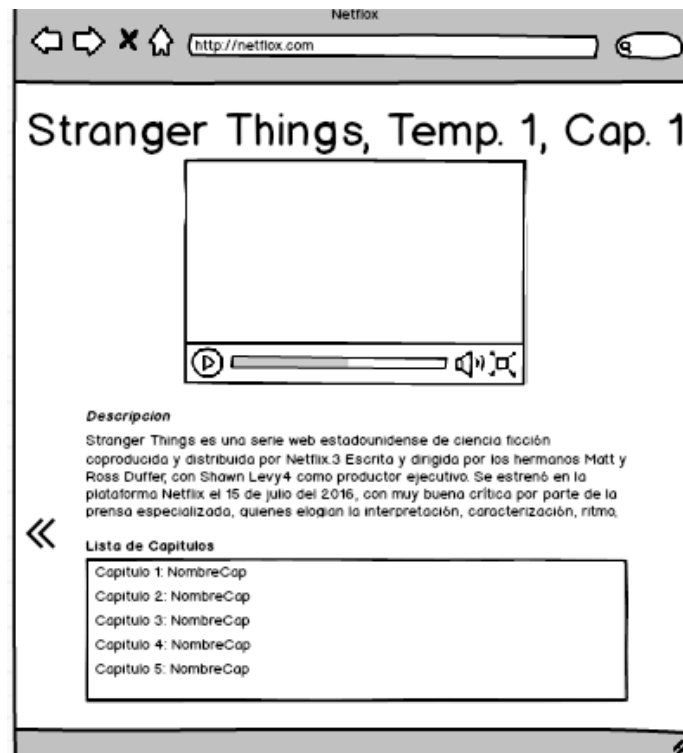 Netflox
http://netflox.com
Stranger Things, Temp. 1, Cap. 1
Descripcion
Stranger Things es una serie web estadounidense de ciencia ficción
coproducida y distribuida por Netflix.3 Escrita y dirigida por los hermanos Matt y
Ross Duffer, con Shawn Levy4 como productor ejecutivo. Se estrenó en la
plataforma Netflix el 15 de julio del 2016, con muy buena crítica por parte de la
prensa especializada, quienes elogian la interpretación, caracterización, ritmo,
Lista de Capitulos
Capitulo 1: NombreCap
Capitulo 2: NombreCap
Capitulo 3: NombreCap
Capitulo 4: NombreCap
Capitulo 5: NombreCap